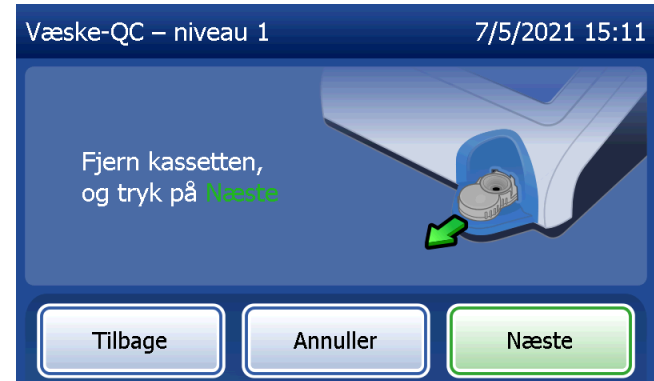 Væske-QC – niveau 1
7/5/2021 15:11
Fjern kassetten,
og tryk på Næste
Tilbage
Annuller
Næste